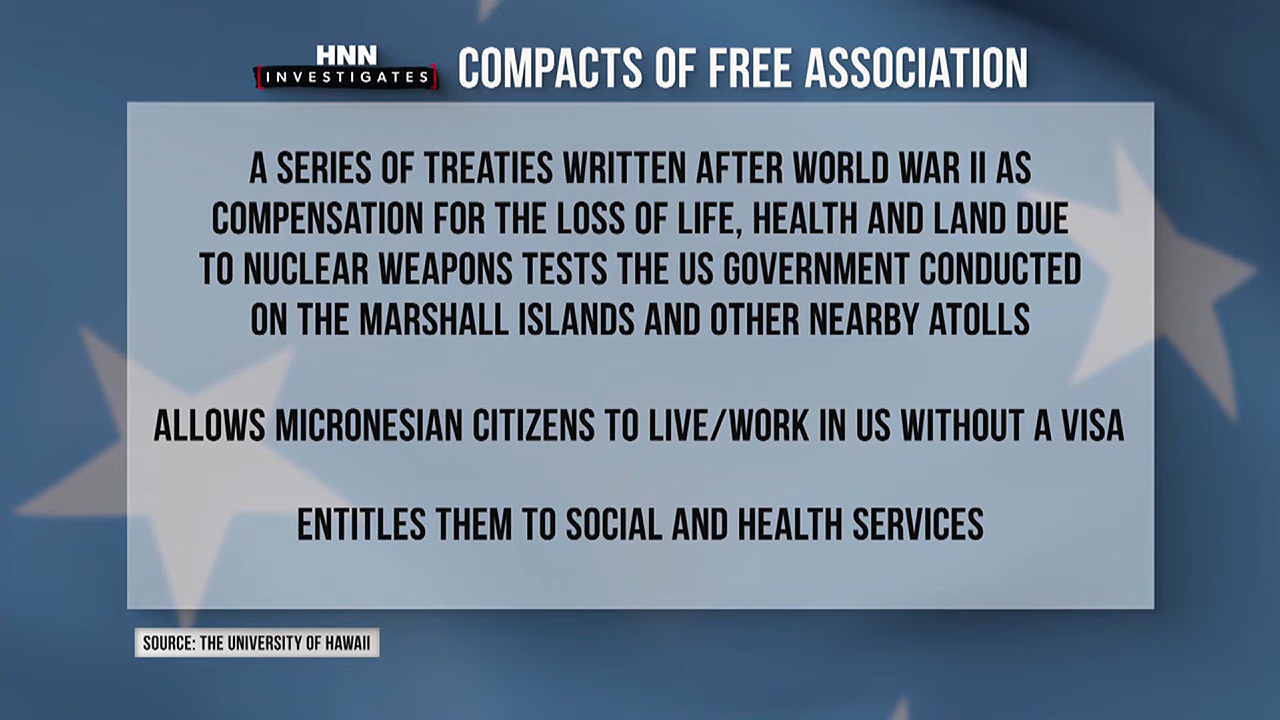 HNN
INVESTIGATES
COMPACTS OF FREE ASSOCIATION
A SERIES OF TREATIES WRITTEN AFTER WORLD WAR II AS
COMPENSATION FOR THE LOSS OF LIFE, HEALTH AND LAND DUE
TO NUCLEAR WEAPONS TESTS THE US GOVERNMENT CONDUCTED
ON THE MARSHALL ISLANDS AND OTHER NEARBY ATOLLS
ALLOWS MICRONESIAN CITIZENS TO LIVE/WORK IN US WITHOUT A VISA
ENTITLES THEM TO SOCIAL AND HEALTH SERVICES
SOURCE: THE UNIVERSITY OF HAWAII